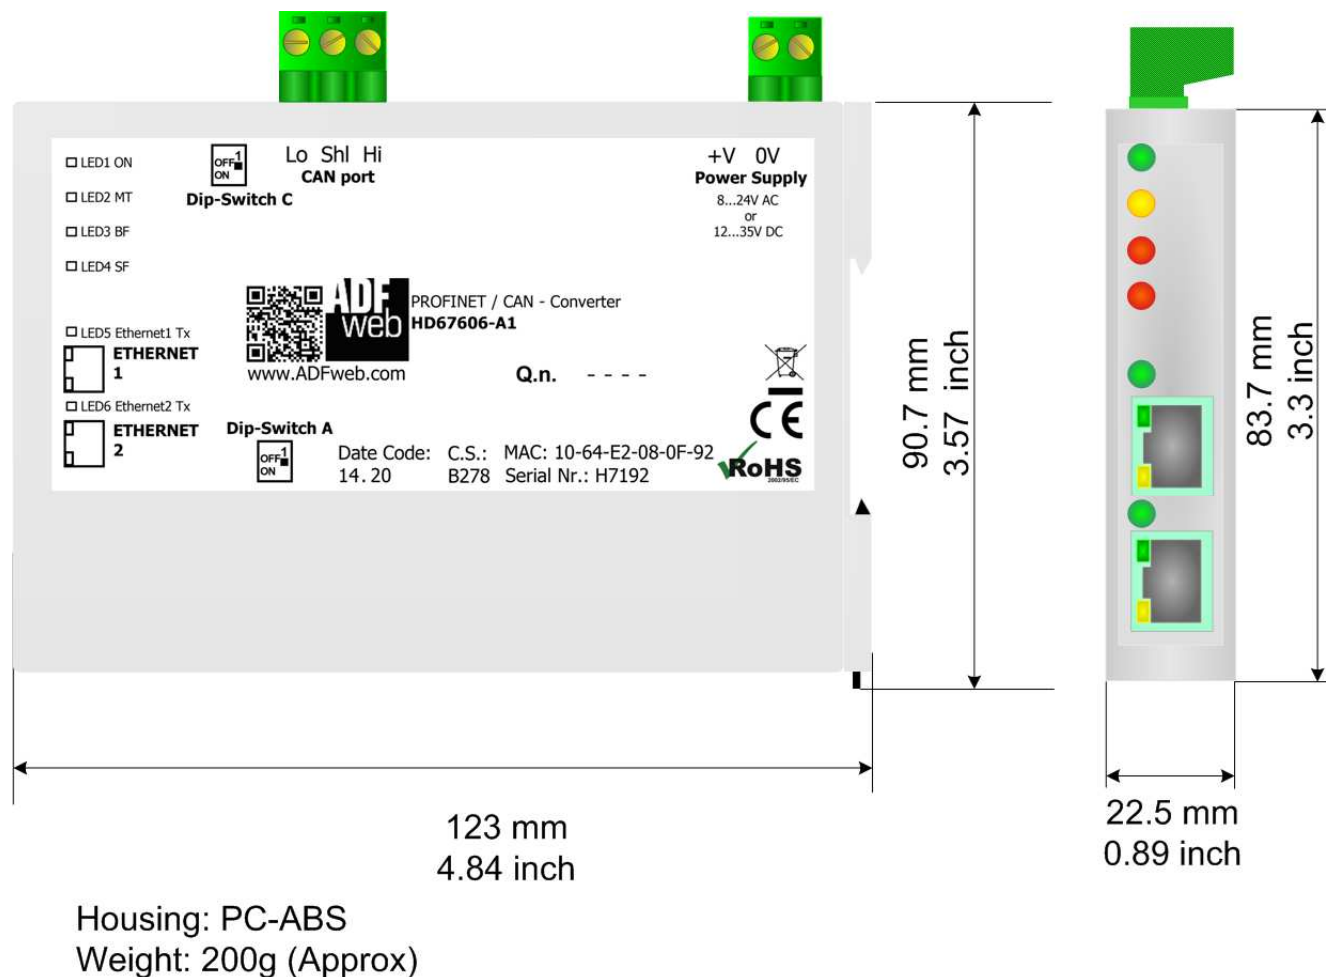 LED1 ON
LED2 MT
LED3 BF
LED4 SF
OFF 1
ON
Dip-Switch C
Lo Shl Hi
CAN port
+V 0V
Power Supply
8...24V AC
or
12...35V DC
ADF
web
www.ADFweb.com
PROFINET / CAN - Converter
HD67606-A1
Q.n. - - - -
LED5 Ethernet1 Tx
ETHERNET
1
LED6 Ethernet2 Tx
ETHERNET
2
Dip-Switch A
OFF 1
ON
Date Code:
14. 20
C.S.:
B278
MAC: 10-64-E2-08-0F-92
Serial Nr.: H7192
CE
RoHS
2002/95/EC
90.7 mm
3.57 inch
83.7 mm
3.3 inch
123 mm
4.84 inch
22.5 mm
0.89 inch
Housing: PC-ABS
Weight: 200g (Approx)